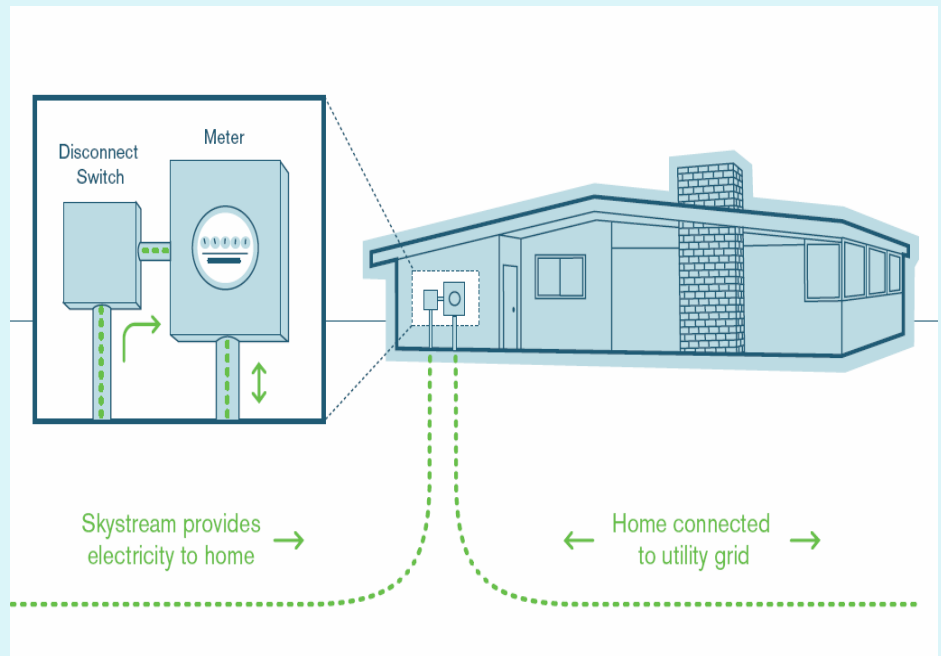 Disconnect
Switch
Meter
Skystream provides
electricity to home
Home connected
to utility grid